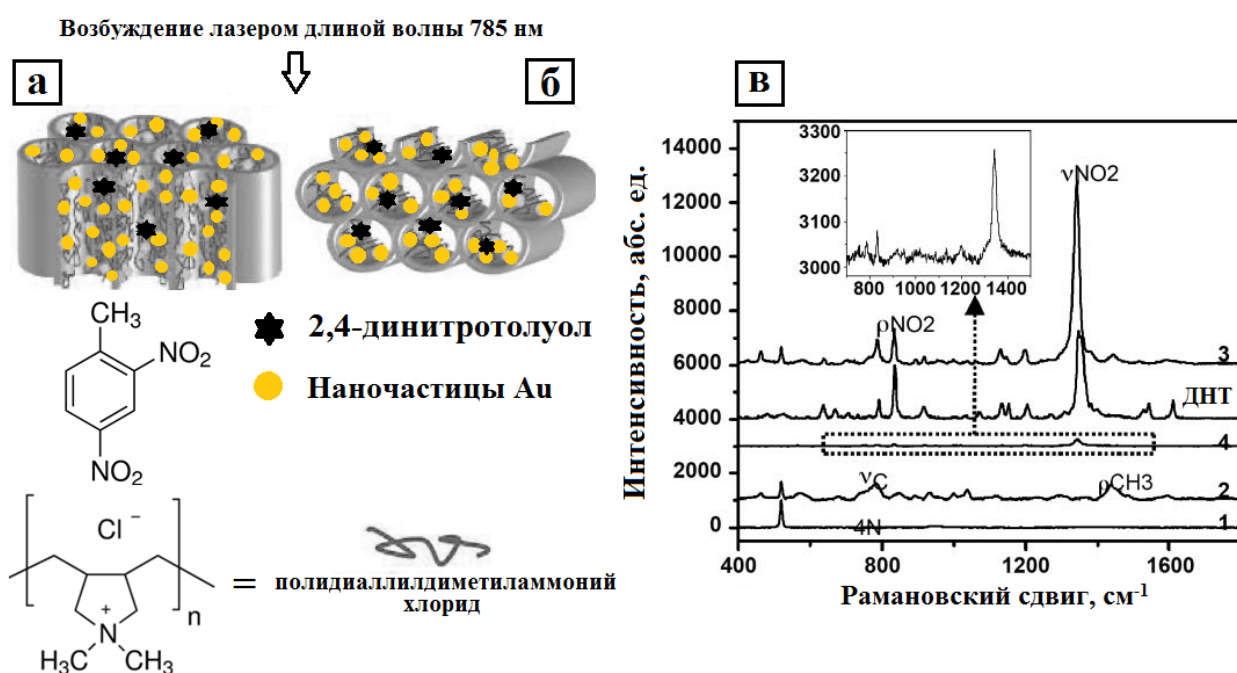 Возбуждение лазером длиной волны 785 нм
а
б
в
CH₃
NO₂
NO₂
2,4-динитротолуол
Наночастицы Au
Cl⁻
n
N
+
H₃C
CH₃
=
полидиаллилдиметиламмоний
хлорид
Интенсивность, абс. ед.
14000
12000
10000
8000
6000
4000
2000
0
3300
3200
3100
3000
800
1000
1200
1400
νNO2
ρNO2
3
ДНТ
4
νC
ρCH3
2
4N
1
400
800
1200
1600
Рамановский сдвиг, см⁻¹